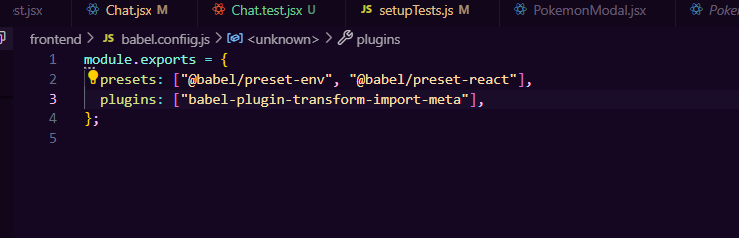 est.jsx Chat.jsx M Chat.test.jsx U JS setupTests.js M PokemonModal.jsx Poke
frontend > babel.confiig.js > <unknown> > plugins
1 module.exports = {
2 presets: ["@babel/preset-env", "@babel/preset-react"],
3 plugins: ["babel-plugin-transform-import-meta"],
4 };
5